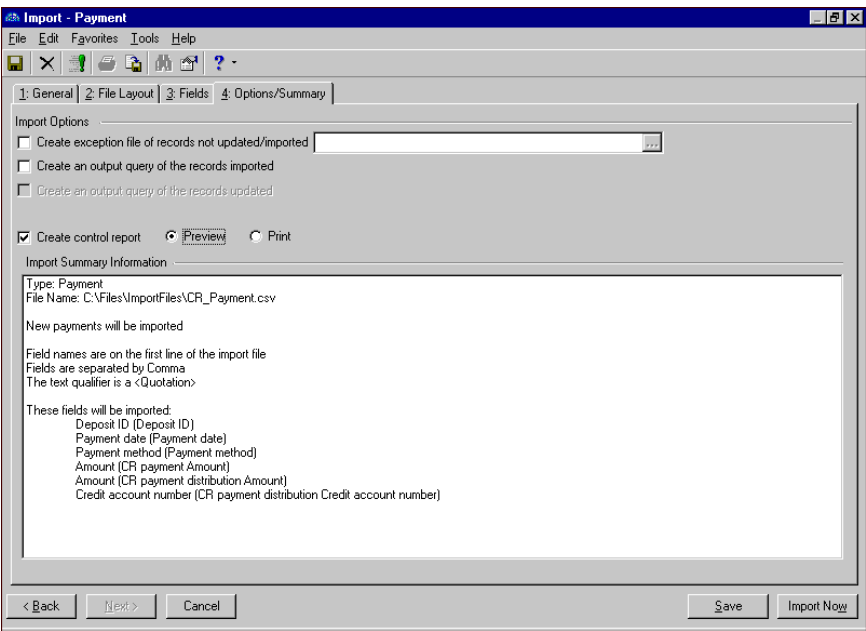 Import - Payment
File Edit Favorites Tools Help
1: General 2: File Layout 3: Fields 4: Options/Summary
Import Options
Create exception file of records not updated/imported ...
Create an output query of the records imported
Create an output query of the records updated
Create control report Preview Print
Import Summary Information
Type: Payment
File Name: C:\Files\ImportFiles\CR_Payment.csv
New payments will be imported
Field names are on the first line of the import file
Fields are separated by Comma
The text qualifier is a <Quotation>
These fields will be imported:
Deposit ID (Deposit ID)
Payment date (Payment date)
Payment method (Payment method)
Amount (CR payment Amount)
Amount (CR payment distribution Amount)
Credit account number (CR payment distribution Credit account number)
< Back Next > Cancel Save Import Now